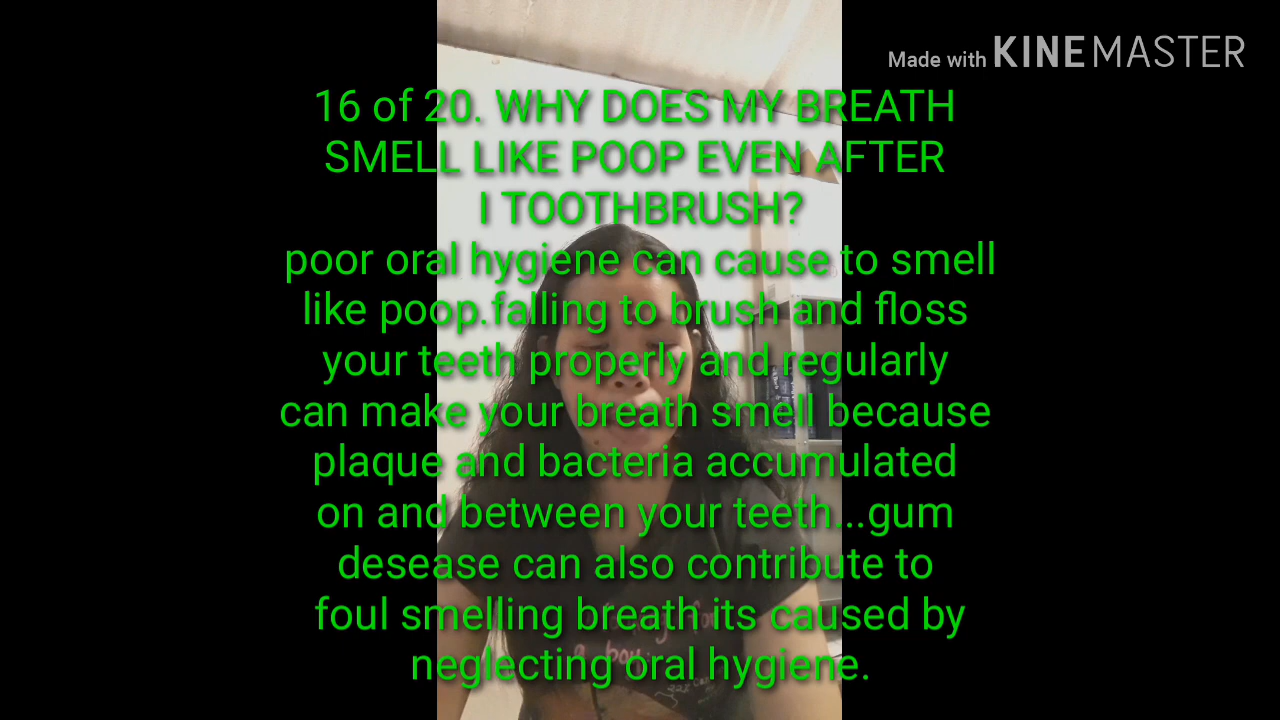 Made with KINEMASTER
16 of 20. WHY DOES MY BREATH
SMELL LIKE POOP EVEN AFTER
I TOOTHBRUSH?
poor oral hygiene can cause to smell
like poop.falling to brush and floss
your teeth properly and regularly
can make your breath smell because
plaque and bacteria accumulated
on and between your teeth...gum
desease can also contribute to
foul smelling breath its caused by
neglecting oral hygiene.